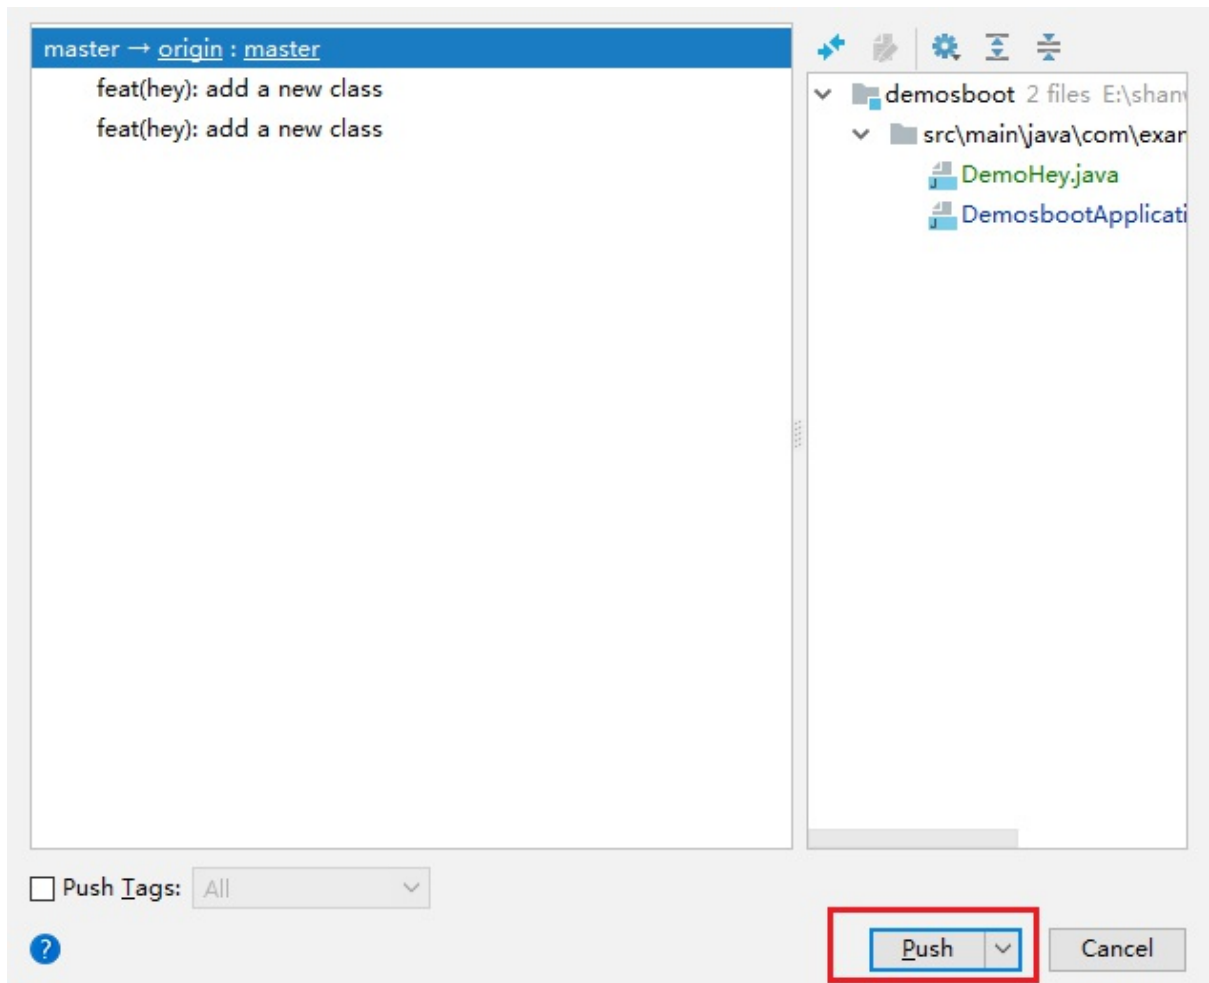 master → origin : master
feat(hey): add a new class
feat(hey): add a new class
demosboot 2 files E:\shan
src\main\java\com\exam
DemoHey.java
DemosbootApplicati
Push Tags: All
?
Push
Cancel